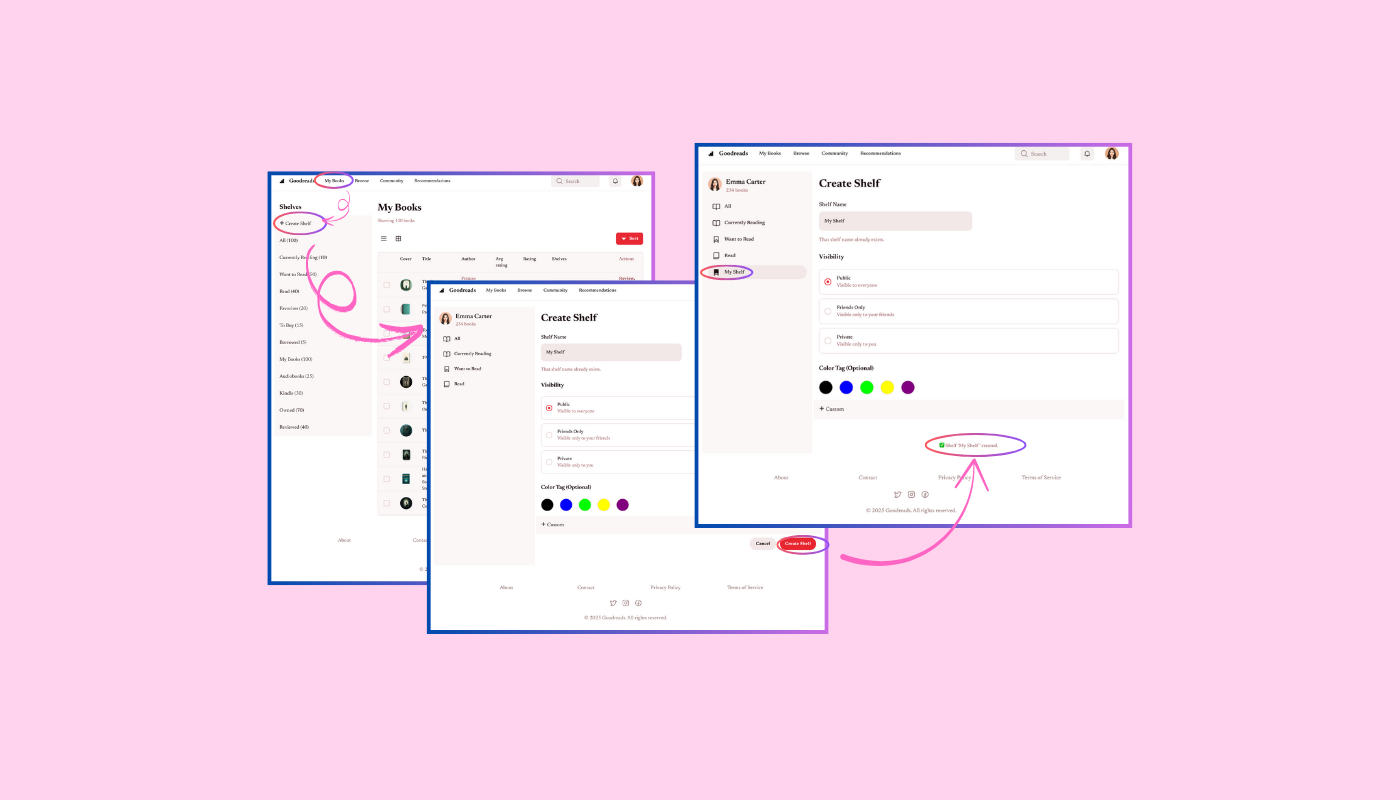 Goodreads My Books Browse Community Recommendations Search
Shelves
+ Create Shelf
All (100)
Currently Reading (10)
Want to Read (50)
Read (40)
Favorites (20)
To Buy (15)
Borrowed (5)
My Books (100)
Audiobooks (25)
Kindle (30)
Owned (70)
Reviewed (40)
My Books
Showing 100 books
Sort
Cover Title Author Avg rating Rating Shelves Actions
About
Goodreads My Books Browse Community Recommendations
Emma Carter
234 books
All
Currently Reading
Want to Read
Read
Create Shelf
Shelf Name
My Shelf
That shelf name already exists.
Visibility
Public
Visible to everyone
Friends Only
Visible only to your friends
Private
Visible only to you
Color Tag (Optional)
+ Custom
Cancel Create Shelf
About Contact Privacy Policy Terms of Service
© 2025 Goodreads. All rights reserved.
Goodreads My Books Browse Community Recommendations Search
Emma Carter
234 books
All
Currently Reading
Want to Read
Read
My Shelf
Create Shelf
Shelf Name
My Shelf
That shelf name already exists.
Visibility
Public
Visible to everyone
Friends Only
Visible only to your friends
Private
Visible only to you
Color Tag (Optional)
+ Custom
✅ Shelf "My Shelf" created.
About Contact Privacy Policy Terms of Service
© 2025 Goodreads. All rights reserved.